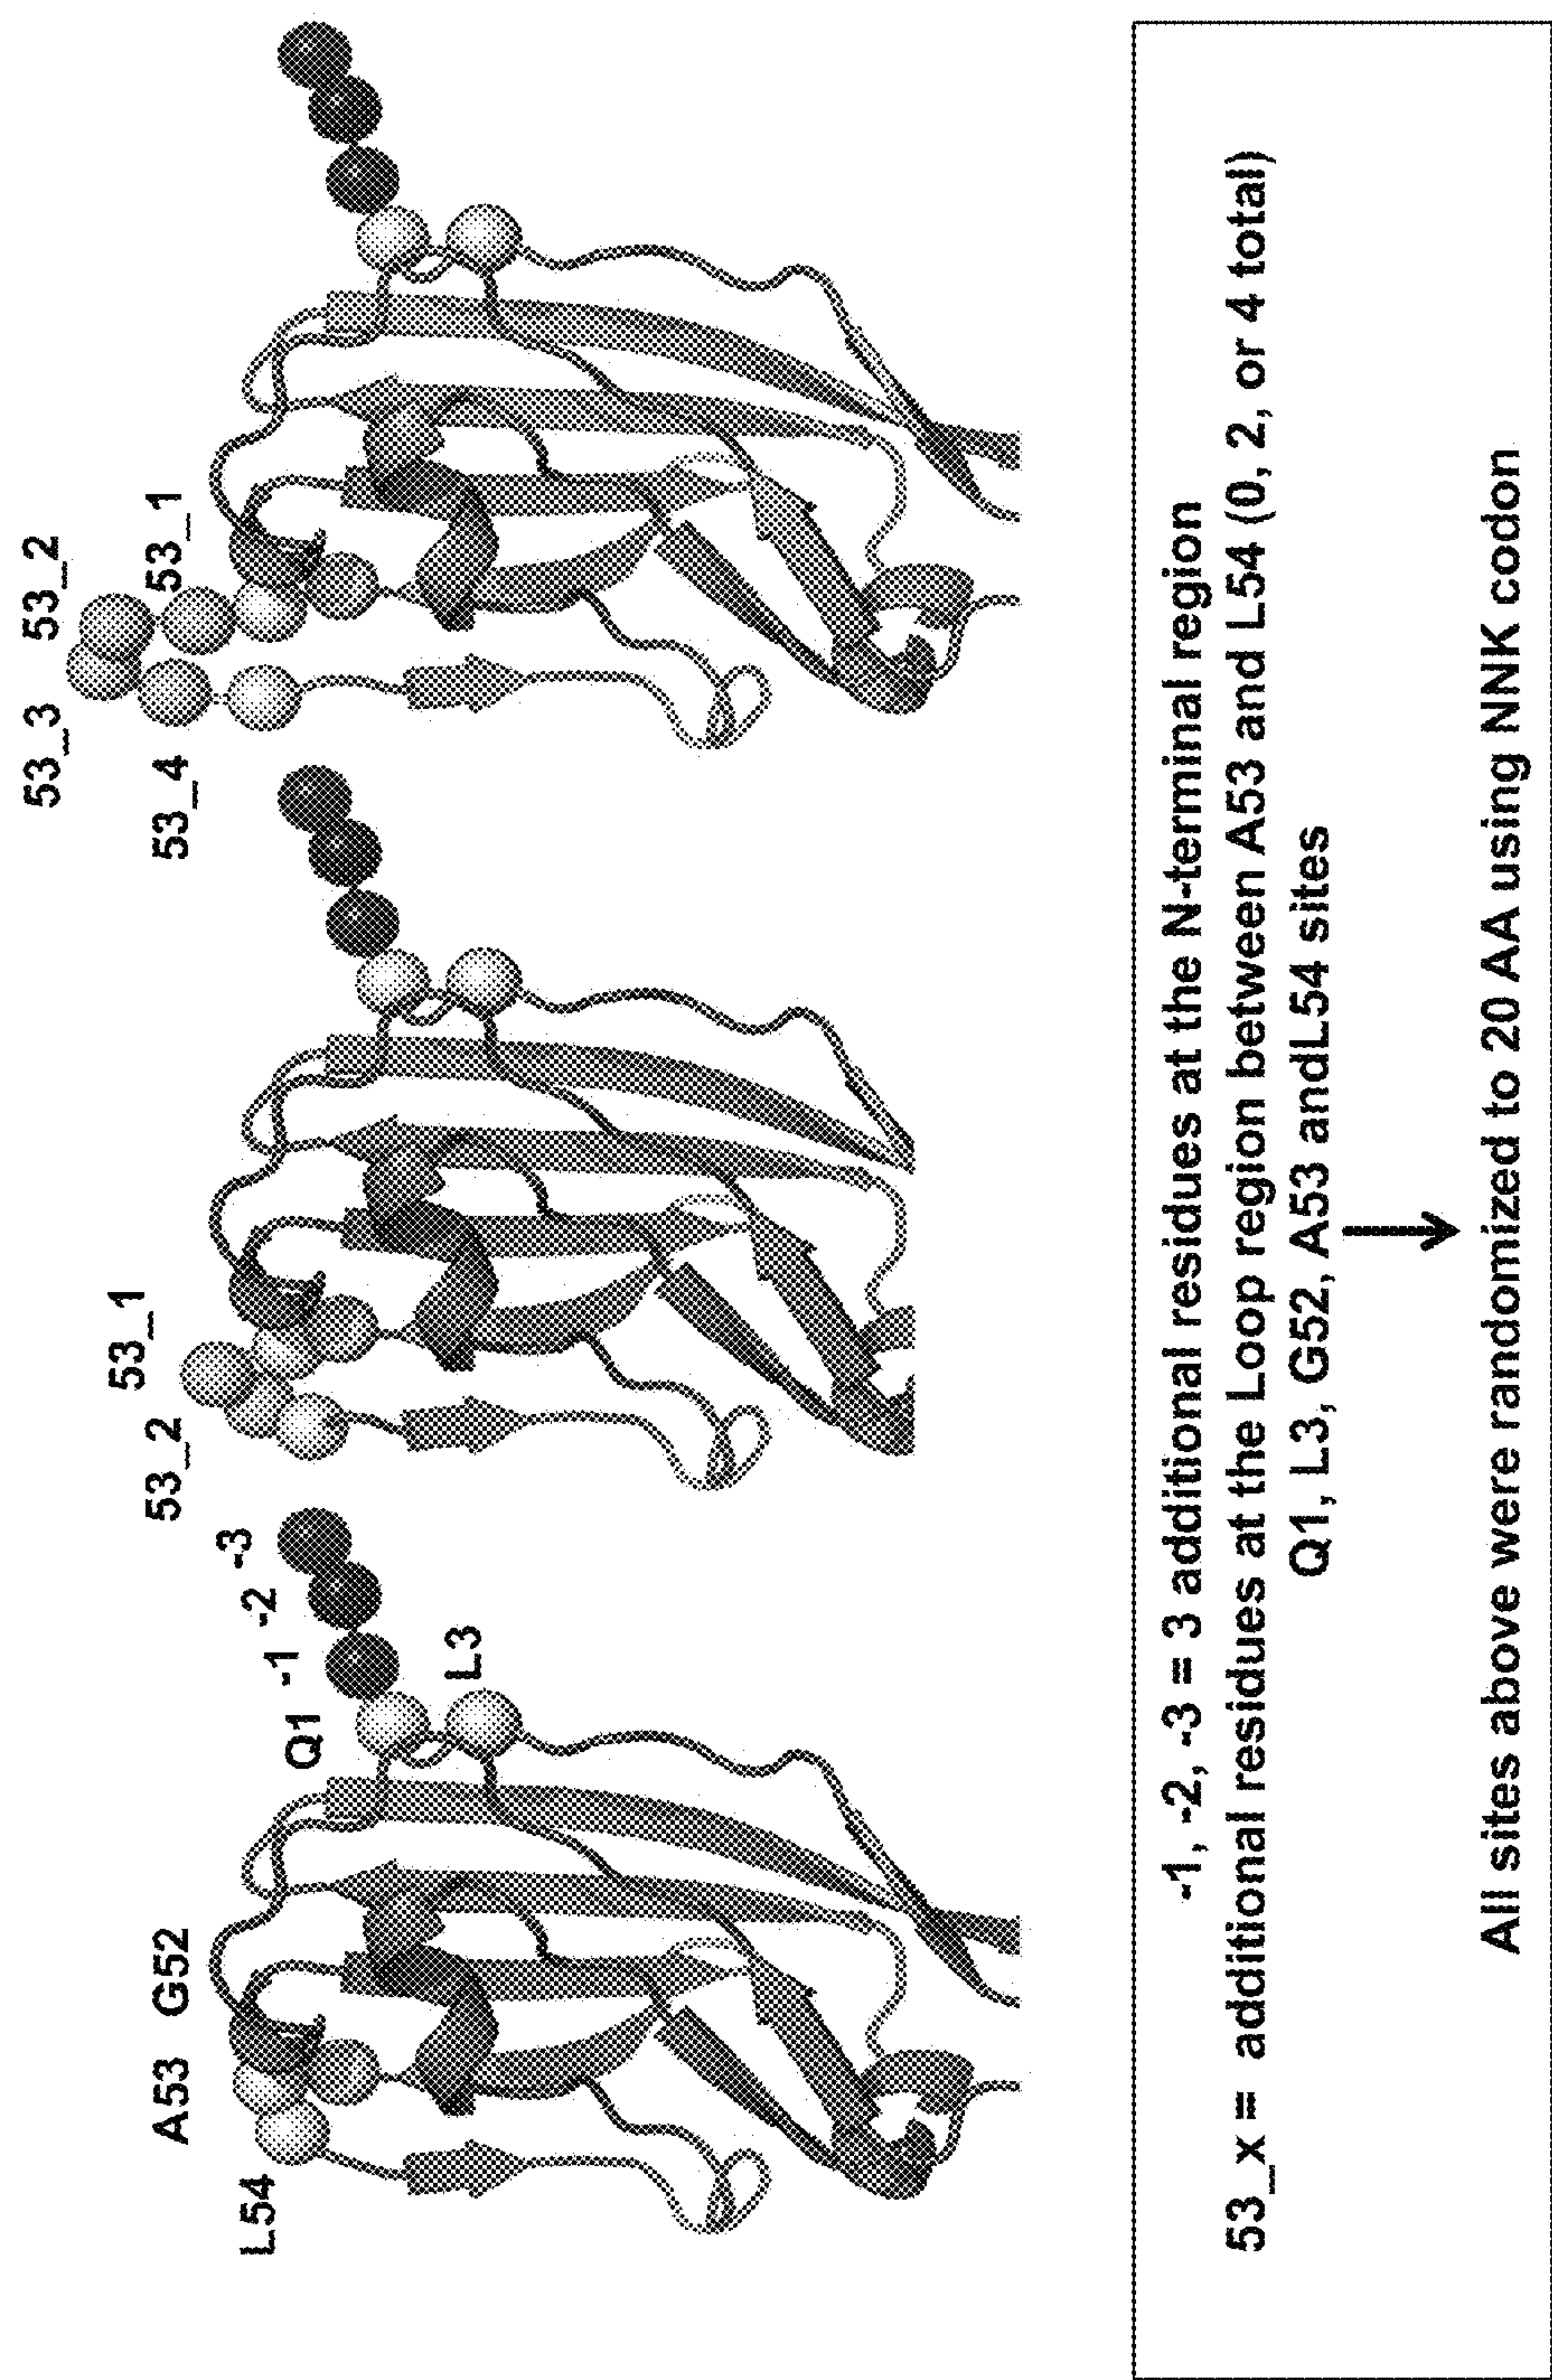 L54
A53 G52
Q1 -1 -2 -3
L3
53_2
53_1
53_4
53_3
53_2
53_1
-1, -2, -3 = 3 additional residues at the N-terminal region
53_x = additional residues at the Loop region between A53 and L54 (0, 2, or 4 total)
Q1, L3, G52, A53 andL54 sites
All sites above were randomized to 20 AA using NNK codon